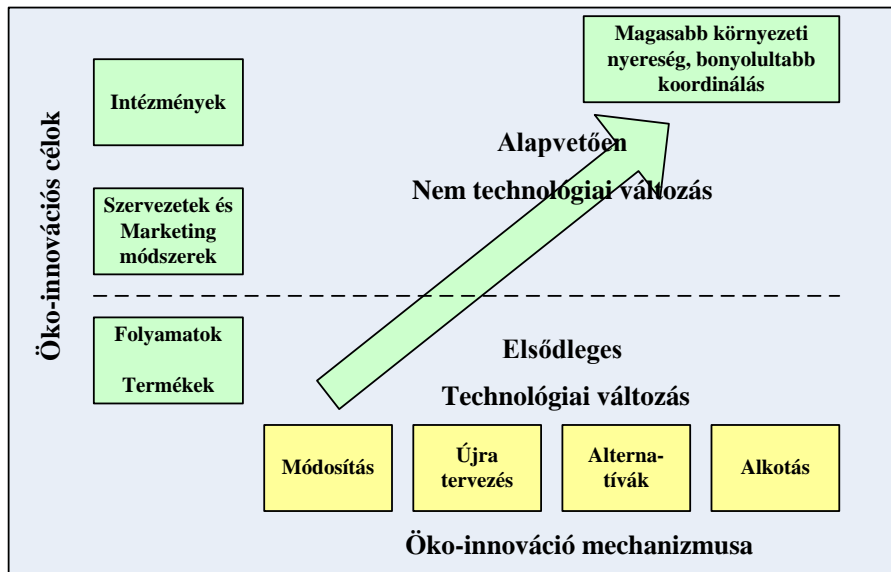 Magasabb környezeti
nyereség, bonyolultabb
koordinálás
Öko-innovációs célok
Intézmények
Alapvetően
Nem technológiai változás
Szervezetek és
Marketing
módszerek
Folyamatok
Termékek
Elsődleges
Technológiai változás
Módosítás
Újra
tervezés
Alterna-
tívák
Alkotás
Öko-innováció mechanizmusa